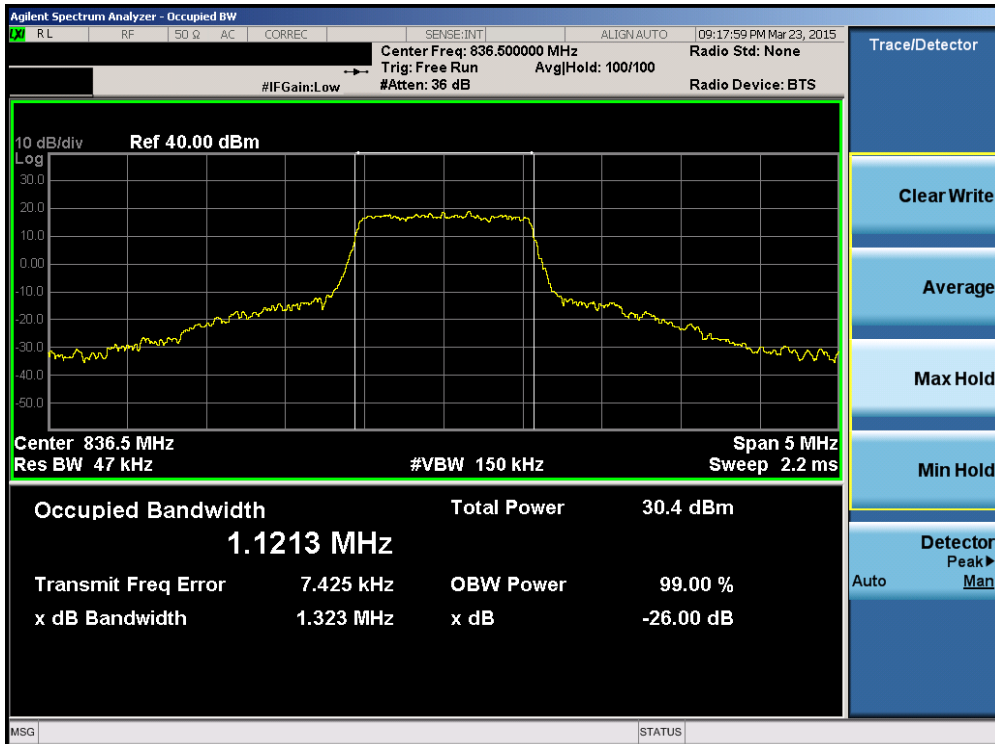 Agilent Spectrum Analyzer - Occupied BW
LXI RL RF 50 Ω AC CORREC SENSE:INT ALIGN AUTO 09:17:59 PM Mar 23, 2015
Center Freq: 836.500000 MHz Radio Std: None
Trig: Free Run Avg|Hold: 100/100
#IFGain:Low #Atten: 36 dB Radio Device: BTS
10 dB/div Ref 40.00 dBm
Log
30.0
20.0
10.0
0.00
-10.0
-20.0
-30.0
-40.0
-50.0
Center 836.5 MHz Span 5 MHz
Res BW 47 kHz #VBW 150 kHz Sweep 2.2 ms
Occupied Bandwidth Total Power 30.4 dBm
1.1213 MHz
Transmit Freq Error 7.425 kHz OBW Power 99.00 %
x dB Bandwidth 1.323 MHz x dB -26.00 dB
MSG STATUS
Trace/Detector
Clear Write
Average
Max Hold
Min Hold
Detector
Peak▶
Auto Man